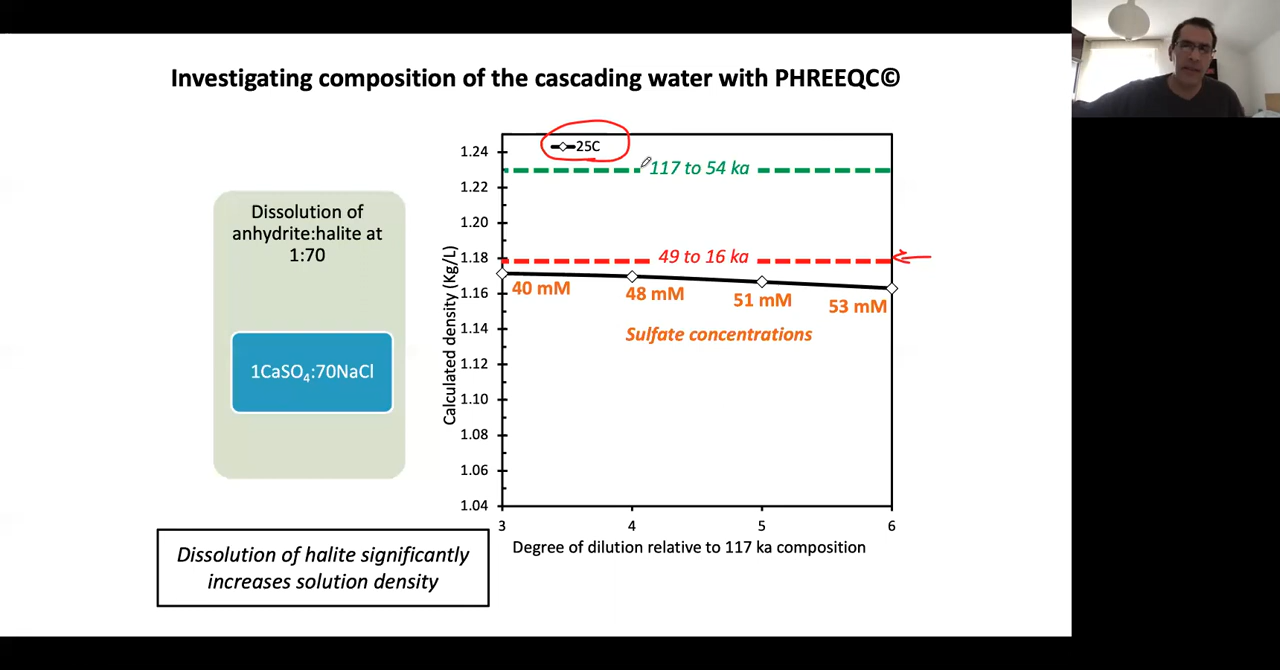 Investigating composition of the cascading water with PHREEQC©
Dissolution of
anhydrite:halite at
1:70
1CaSO₄:70NaCl
Dissolution of halite significantly
increases solution density
Calculated density (Kg/L)
1.24
1.22
1.20
1.18
1.16
1.14
1.12
1.10
1.08
1.06
1.04
25C
117 to 54 ka
49 to 16 ka
40 mM
48 mM
51 mM
53 mM
Sulfate concentrations
3 4 5 6
Degree of dilution relative to 117 ka composition